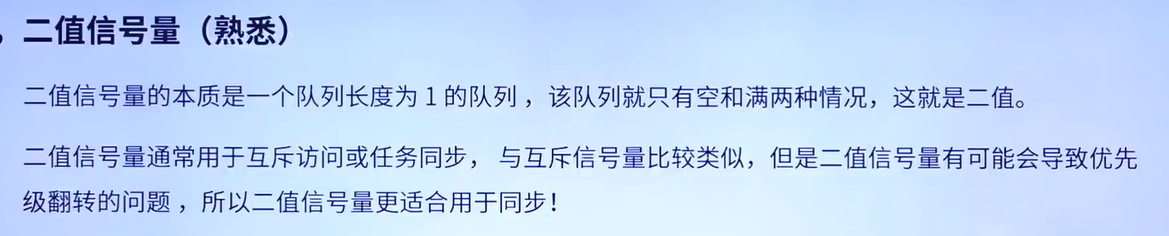 二值信号量（熟悉）
二值信号量的本质是一个队列长度为 1 的队列 ，该队列就只有空和满两种情况，这就是二值。
二值信号量通常用于互斥访问或任务同步， 与互斥信号量比较类似，但是二值信号量有可能会导致优先
级翻转的问题 ，所以二值信号量更适合用于同步！